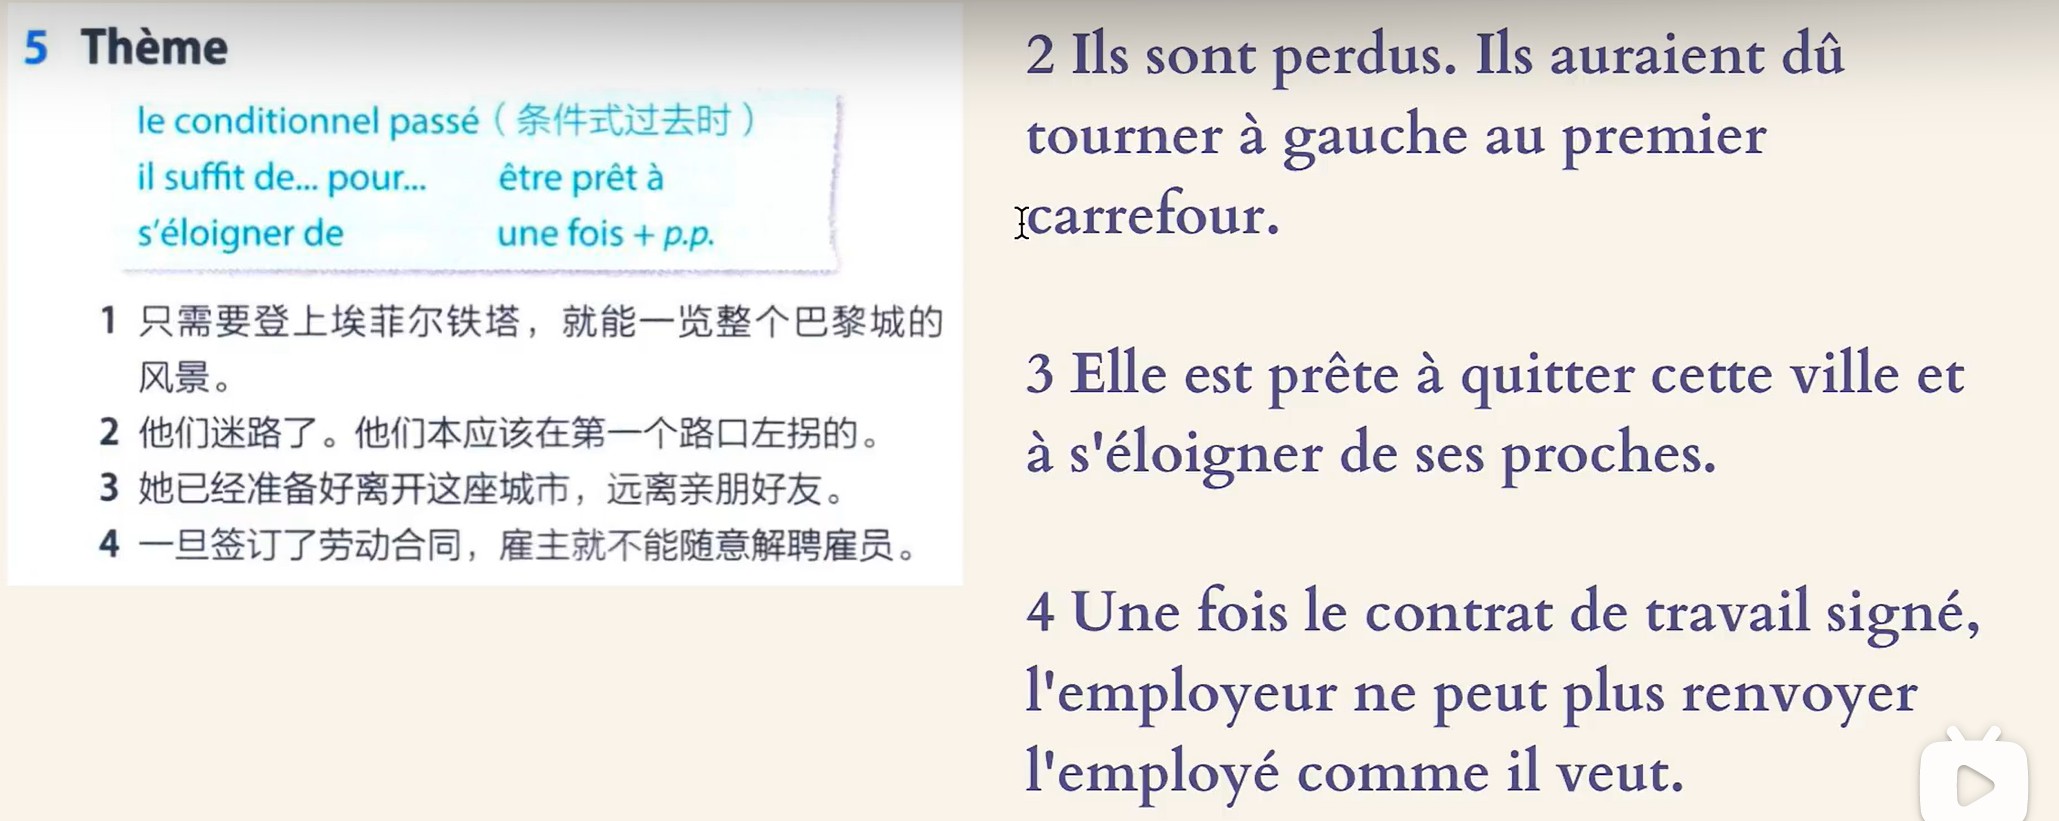 5 Thème
le conditionnel passé（条件式过去时）
il suffit de... pour... être prêt à
s'éloigner de une fois + p.p.
1 只需要登上埃菲尔铁塔，就能一览整个巴黎城的
风景。
2 他们迷路了。他们本应该在第一个路口左拐的。
3 她已经准备好离开这座城市，远离亲朋好友。
4 一旦签订了劳动合同，雇主就不能随意解聘雇员。
2 Ils sont perdus. Ils auraient dû
tourner à gauche au premier
carrefour.
3 Elle est prête à quitter cette ville et
à s'éloigner de ses proches.
4 Une fois le contrat de travail signé,
l'employeur ne peut plus renvoyer
l'employé comme il veut.